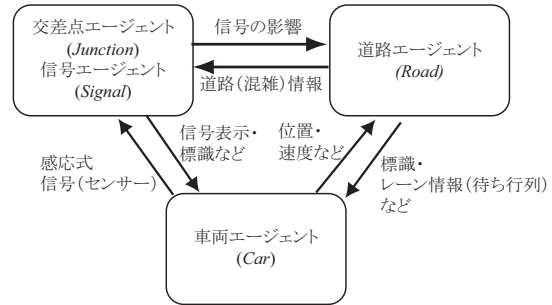 交差点エージェント
(Junction)
信号エージェント
(Signal)
信号の影響
道路(混雑)情報
道路エージェント
(Road)
感応式
信号(センサー)
信号表示・
標識など
位置・
速度など
標識・
レーン情報(待ち行列)
など
車両エージェント
(Car)